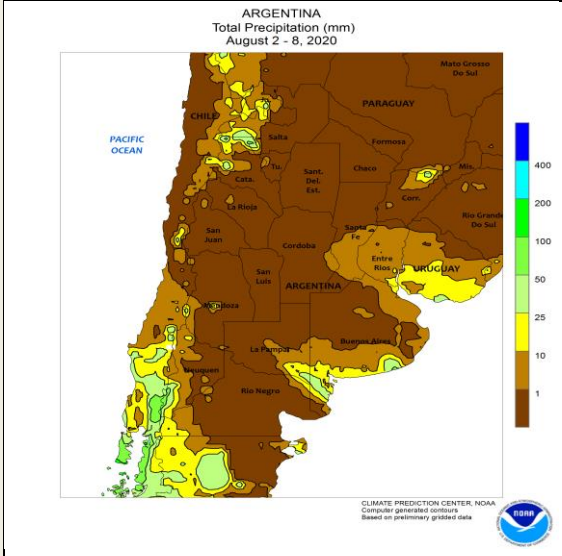 ARGENTINA
Total Precipitation (mm)
August 2 - 8, 2020
Mato Grosso
Do Sul
PARAGUAY
CHILE
PACIFIC
OCEAN
Salta
Formosa
Tu.
Sant.
Del.
Est.
Chaco
Mis.
Cata.
Corr.
La Rioja
Rio Grande
Do Sul
San
Juan
Santa
Fe
Cordoba
Entre
Rios
URUGUAY
San
Luis
ARGENTINA
Mendoza
Buenos Aires
La Pampa
Neuquen
Rio Negro
400
200
100
50
25
10
1
CLIMATE PREDICTION CENTER, NOAA
Computer generated contours
Based on preliminary gridded data
NOAA